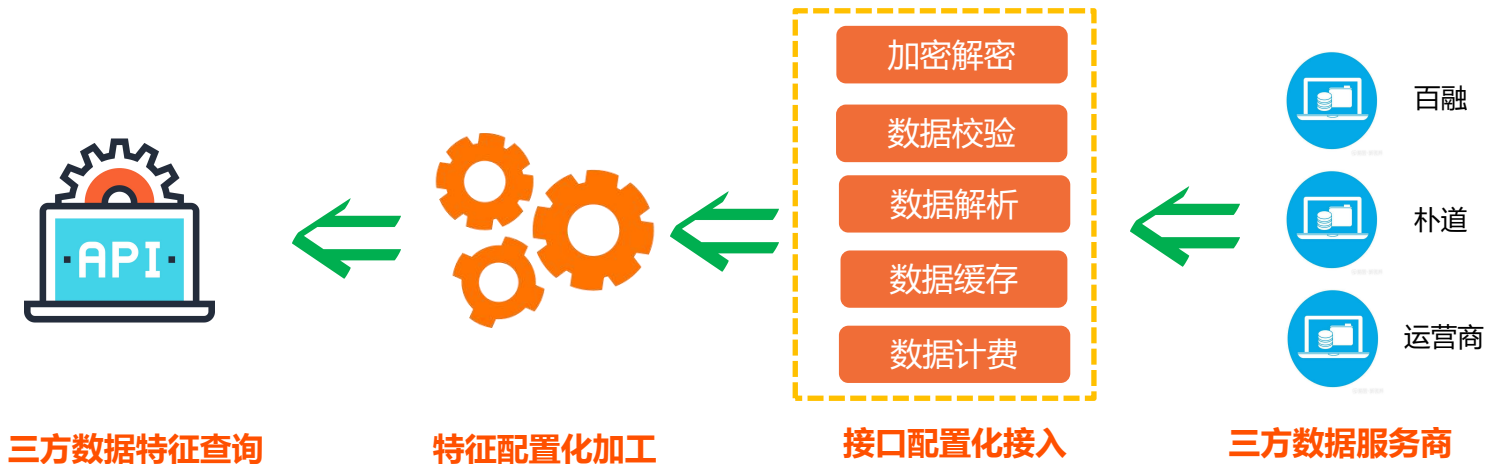 加密解密
数据校验
数据解析
数据缓存
数据计费
百融
朴道
运营商
·API·
三方数据特征查询
特征配置化加工
接口配置化接入
三方数据服务商